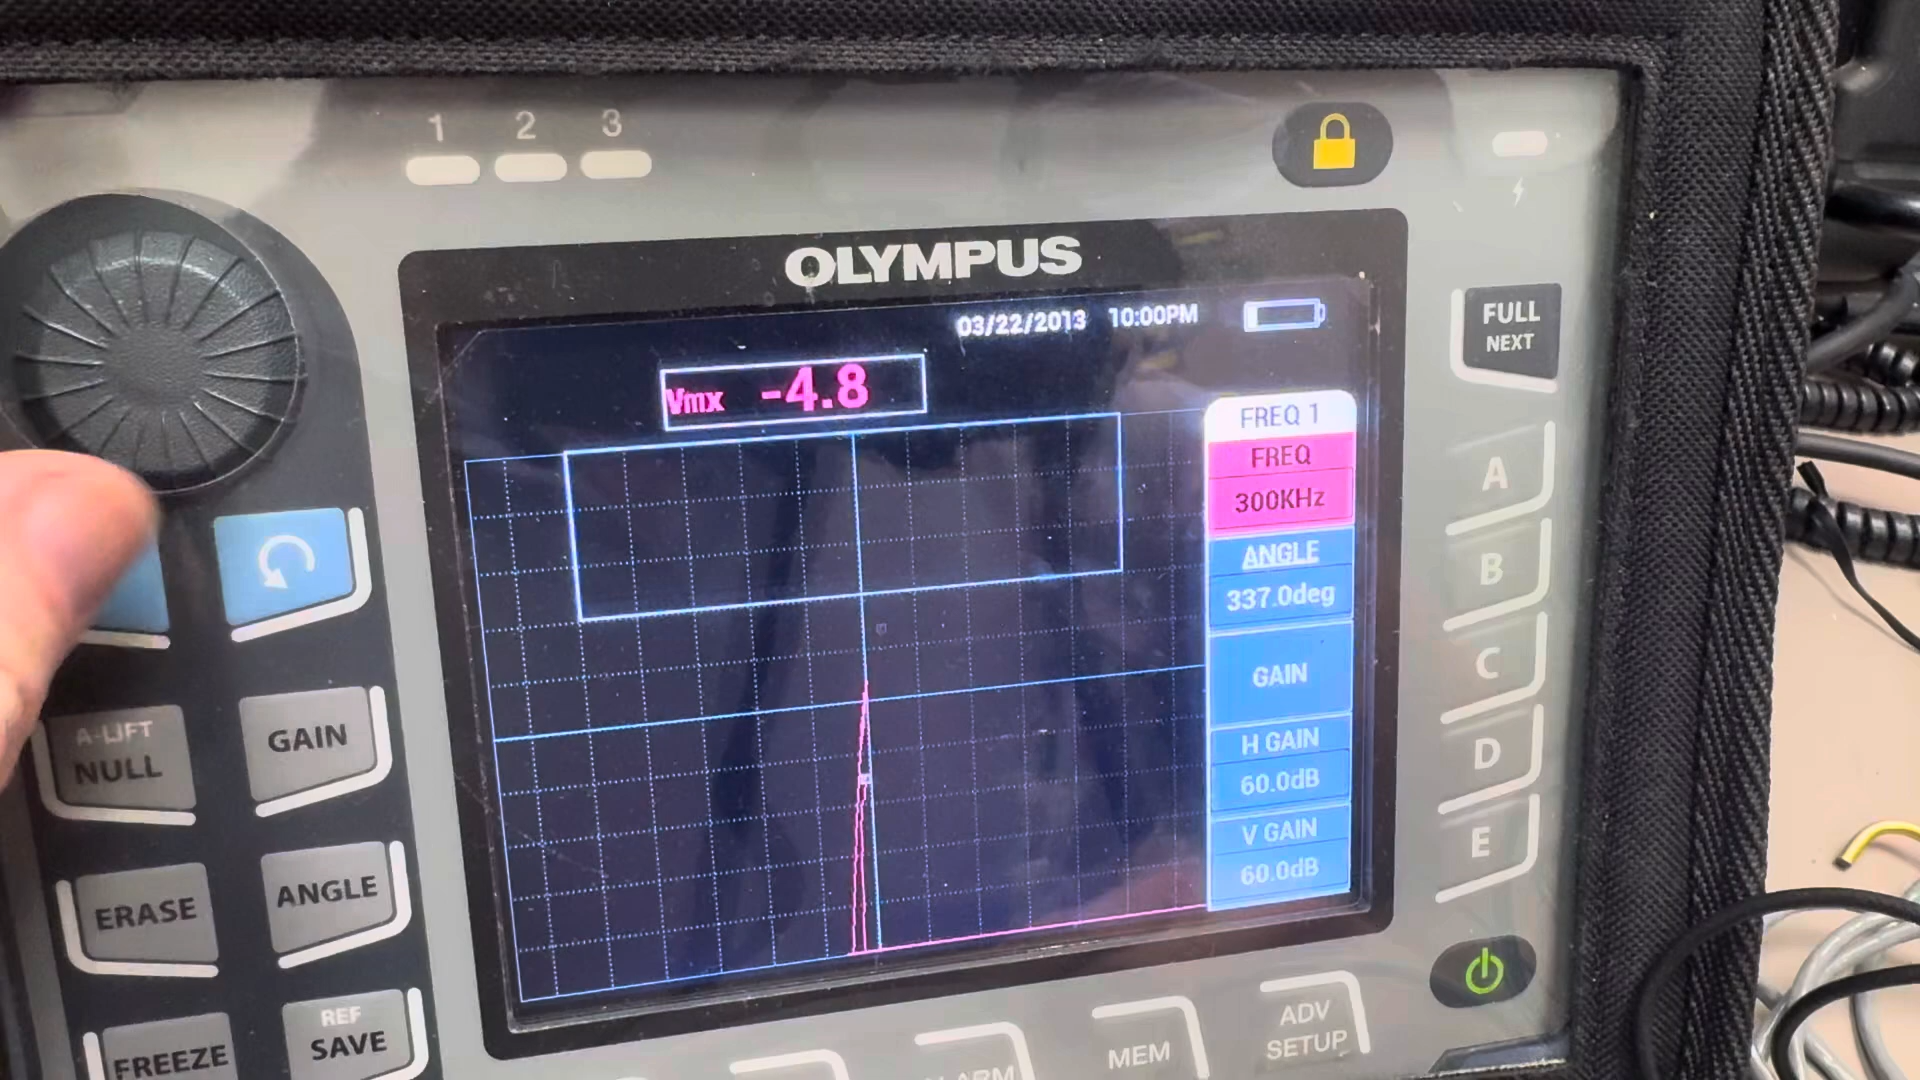 1 2 3
OLYMPUS
03/22/2013 10:00PM
Vmx -4.8
FREQ 1
FREQ
300KHz
ANGLE
337.0deg
GAIN
H GAIN
60.0dB
V GAIN
60.0dB
FULL
NEXT
A
B
C
D
E
A-LIFT
NULL
GAIN
ERASE
ANGLE
FREEZE
REF
SAVE
MEM
ADV
SETUP